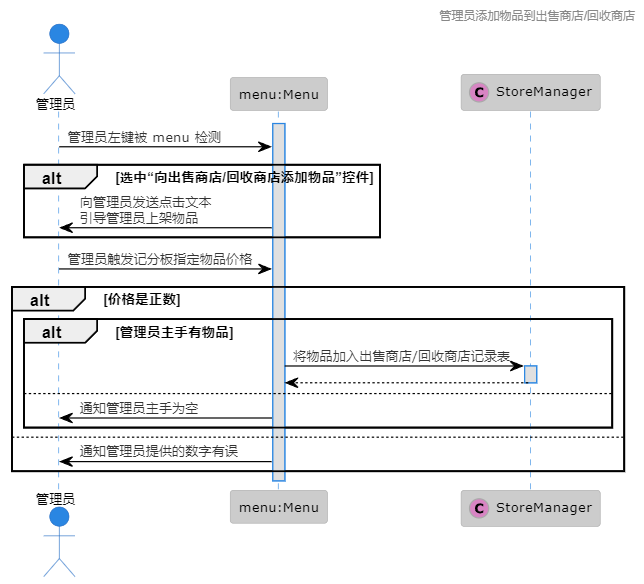 管理员添加物品到出售商店/回收商店
管理员
menu:Menu
C StoreManager
管理员左键被 menu 检测
alt [选中“向出售商店/回收商店添加物品”控件]
向管理员发送点击文本
引导管理员上架物品
管理员触发记分板指定物品价格
alt [价格是正数]
alt [管理员主手有物品]
将物品加入出售商店/回收商店记录表
通知管理员主手为空
通知管理员提供的数字有误
管理员
menu:Menu
C StoreManager